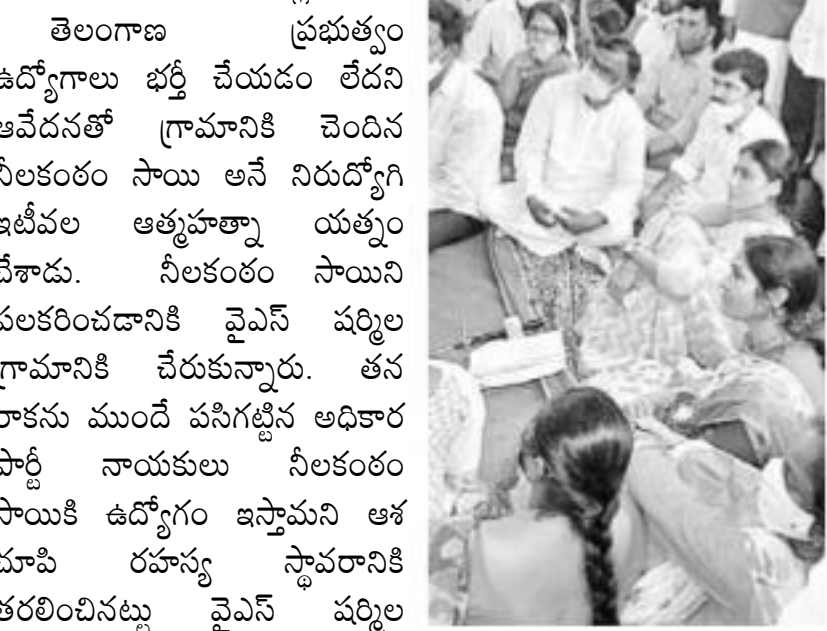 తెలంగాణ ప్రభుత్వం
ఉద్యోగాలు భర్తీ చేయడం లేదని
ఆవేదనతో గ్రామానికి చెందిన
నీలకంఠం సాయి అనే నిరుద్యోగి
ఇటీవల ఆత్మహత్నా యత్నం
చేశాడు. నీలకంఠం సాయిని
పలకరించడానికి వైఎస్ షర్మిల
గ్రామానికి చేరుకున్నారు. తన
రాకను ముందే పసిగట్టిన అధికార
పార్టీ నాయకులు నీలకంఠం
సాయికి ఉద్యోగం ఇస్తామని ఆశ
చూపి రహస్య స్థావరానికి
తరలించినట్టు వైఎస్ షర్మిల